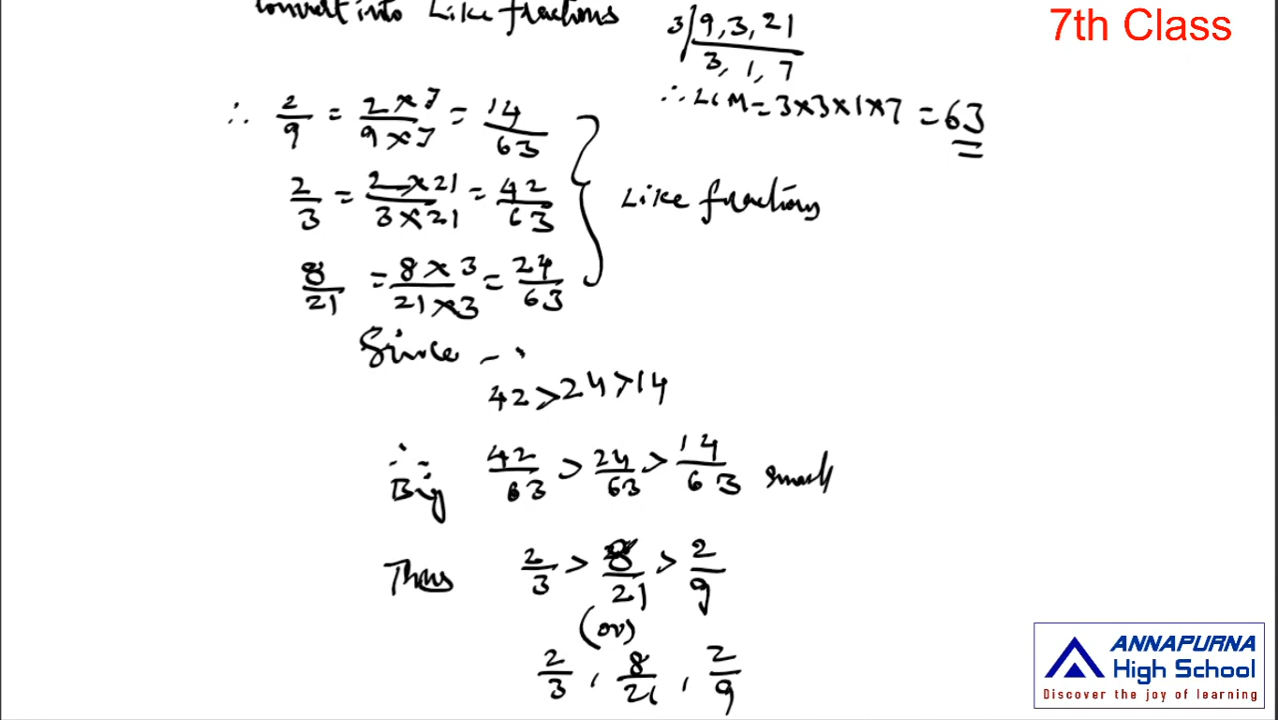 convert into Like fractions
7th Class
3 | 9, 3, 21
3, 1, 7
∴ LCM = 3×3×1×7 = 63
∴ 2/9 = 2×7/9×7 = 14/63
2/3 = 2×21/3×21 = 42/63
Like fractions
8/21 = 8×3/21×3 = 24/63
Since
42 > 24 > 14
∴ 42/63 > 24/63 > 14/63
Big small
Thus 2/3 > 8/21 > 2/9
(or)
2/3, 8/21, 2/9
ANNAPURNA
High School
Discover the joy of learning